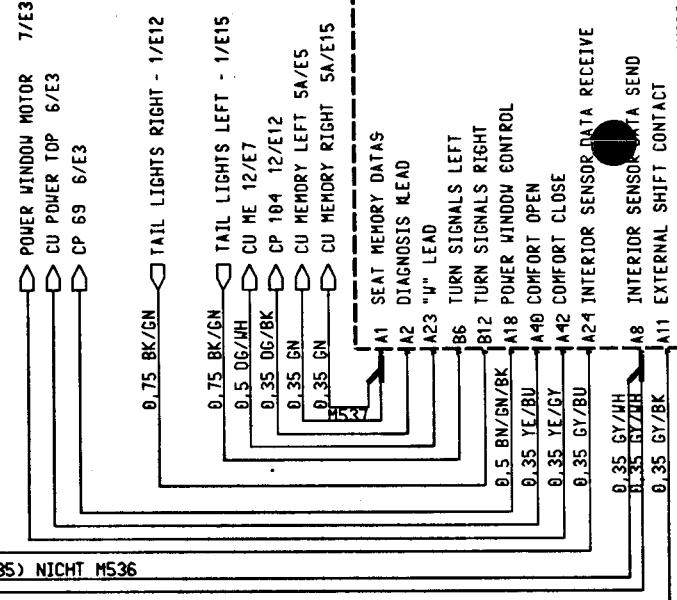 POWER WINDOW MOTOR 7/E3
CU POWER TOP 6/E3
CP 69 6/E3
TAIL LIGHTS RIGHT - 1/E12
TAIL LIGHTS LEFT - 1/E15
CU ME 12/E7
CP 104 12/E12
CU MEMORY LEFT 5A/E5
CU MEMORY RIGHT 5A/E15
0,75 BK/GN
0,75 BK/GN
0,5 OG/WH
0,35 OG/BK
0,35 GN
0,35 GN
M537
A1 SEAT MEMORY DATAS
A2 DIAGNOSIS KLEAD
A23 "W" LEAD
B6 TURN SIGNALS LEFT
B12 TURN SIGNALS RIGHT
A18 POWER WINDOW CONTROL
A40 COMFORT OPEN
A42 COMFORT CLOSE
A24 INTERIOR SENSOR DATA RECEIVE
A8 INTERIOR SENSOR DATA SEND
A11 EXTERNAL SHIFT CONTACT
0,5 BN/GN/BK
0,35 YE/BU
0,35 YE/GY
0,35 GY/BU
0,35 GY/WH
0,35 GY/WH
0,35 GY/BK
35) NICHT M536